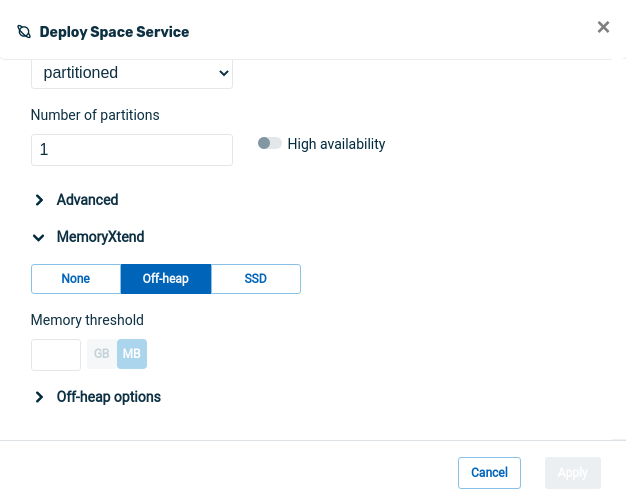 Deploy Space Service
partitioned
Number of partitions
1
High availability
Advanced
MemoryXtend
None Off-heap SSD
Memory threshold
GB MB
Off-heap options
Cancel Apply